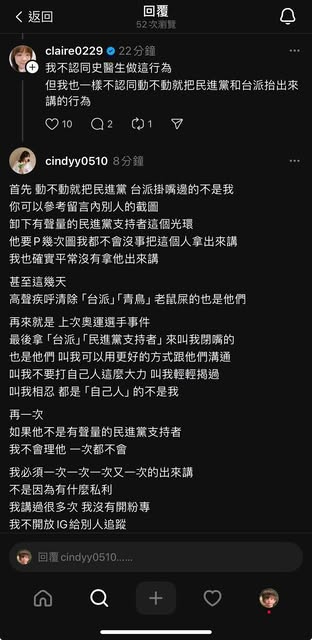 返回
回覆
52 次瀏覽
claire0229 22分鐘
我不認同史醫生做這行為
但我也一樣不認同動不動就把民進黨和台派抬出來
講的行為
10 2 1
cindyy0510 8分鐘
首先 動不動就把民進黨 台派掛嘴邊的不是我
你可以參考留言內別人的截圖
卸下有聲量的民進黨支持者這個光環
他要P幾次圖我都不會沒事把這個人拿出來講
我也確實平常沒有拿他出來講
甚至這幾天
高聲疾呼清除「台派」「青鳥」老鼠屎的也是他們
再來就是 上次奧運選手事件
最後拿「台派」「民進黨支持者」來叫我閉嘴的
也是他們 叫我可以用更好的方式跟他們溝通
叫我不要打自己人這麼大力 叫我輕輕揭過
叫我相忍 都是「自己人」的不是我
再一次
如果他不是有聲量的民進黨支持者
我不會理他 一次都不會
我必須一次一次一次又一次的出來講
不是因為有什麼私利
我講過很多次 我沒有開粉專
我不開放IG給別人追蹤
回覆cindyy0510......